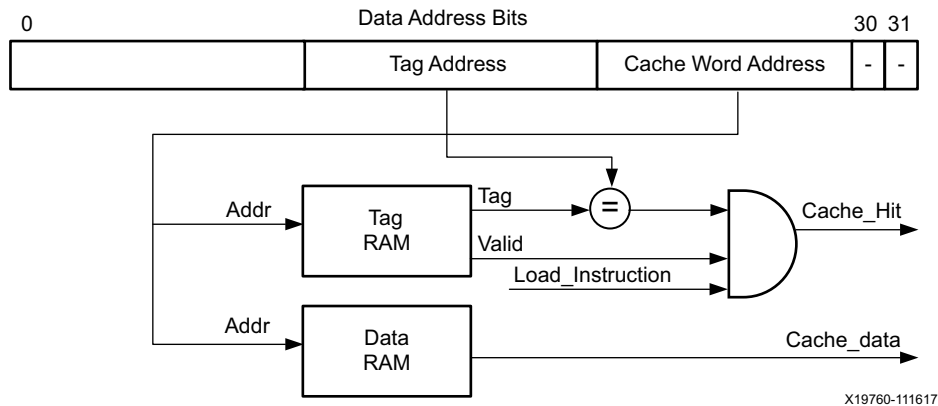 Data Address Bits
0
30 31
Tag Address
Cache Word Address
-
-
Addr
Tag
RAM
Tag
Valid
=
Load_Instruction
Cache_Hit
Addr
Data
RAM
Cache_data
X19760-111617